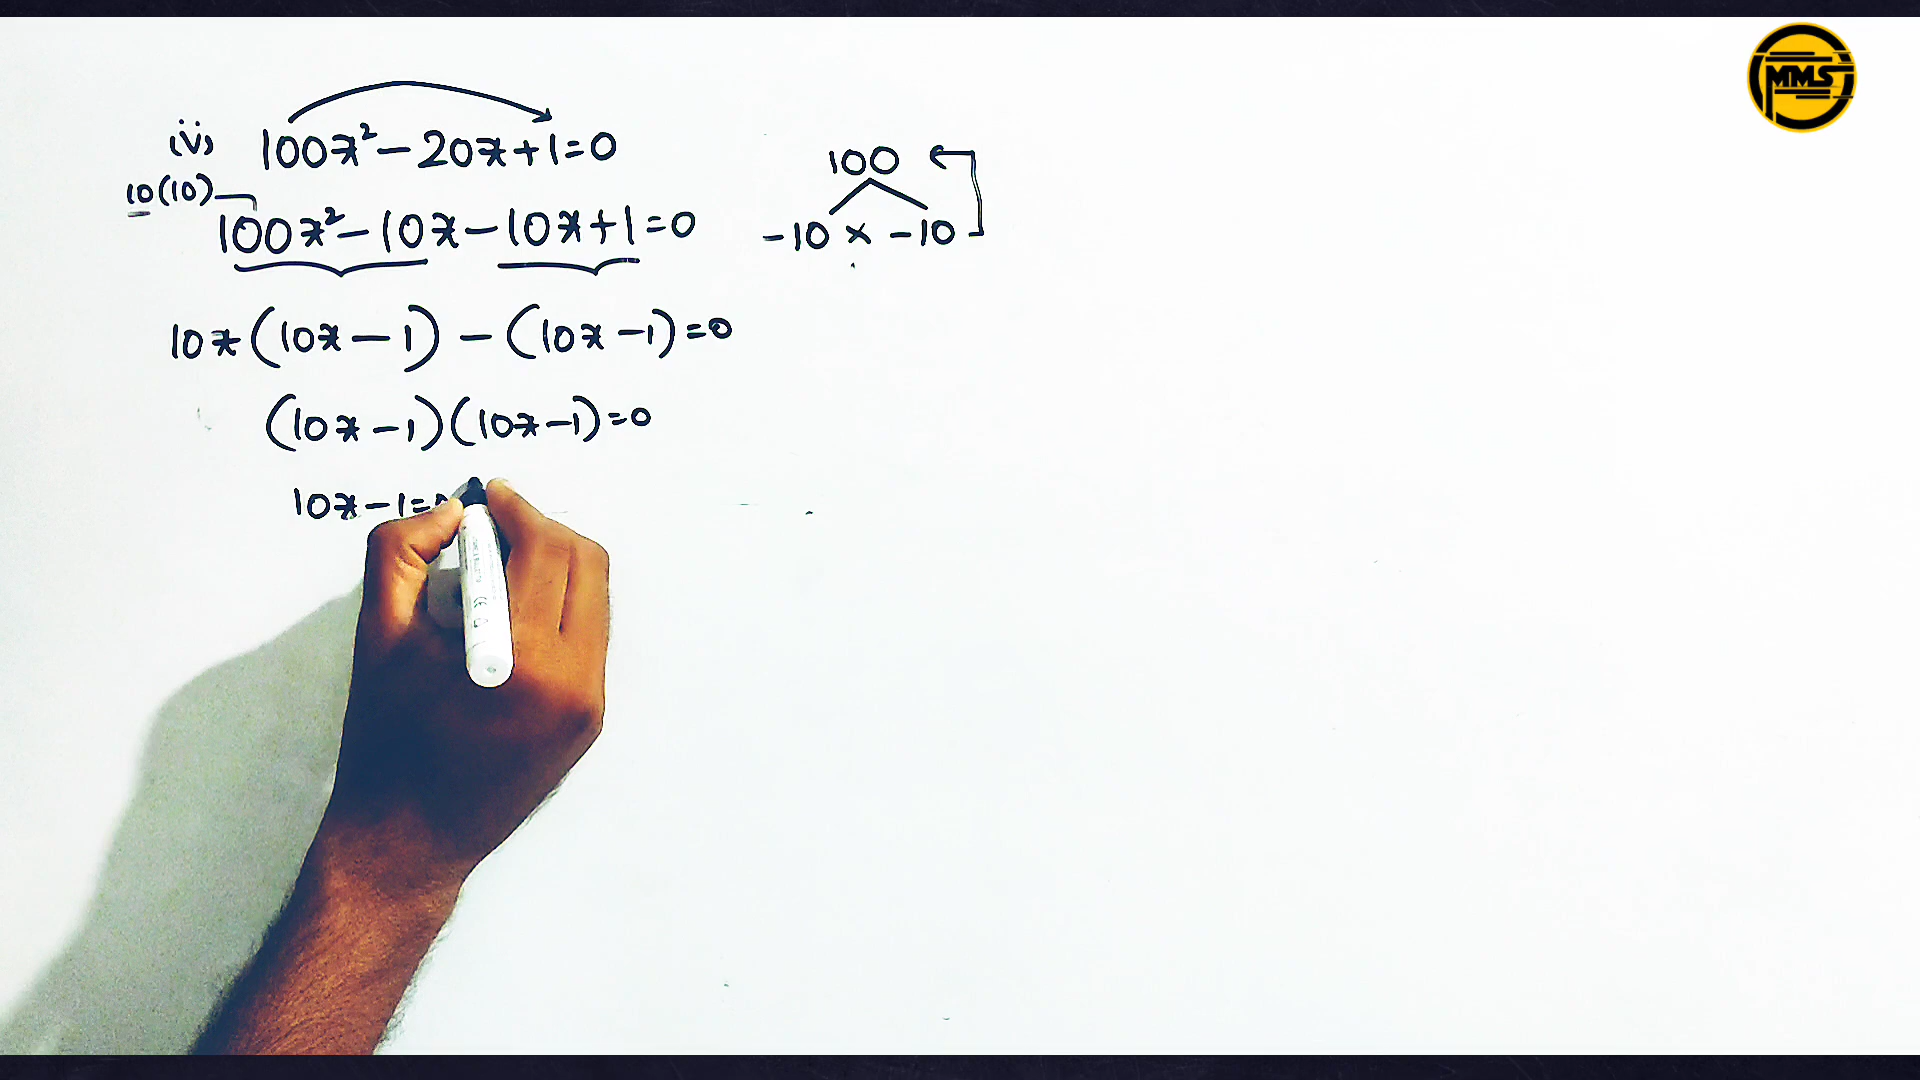 (v) 100x² - 20x + 1 = 0
10(10)
100x² - 10x - 10x + 1 = 0
10x(10x - 1) - (10x - 1) = 0
(10x - 1)(10x - 1) = 0
10x - 1 = 0
100
-10 × -10
MMS